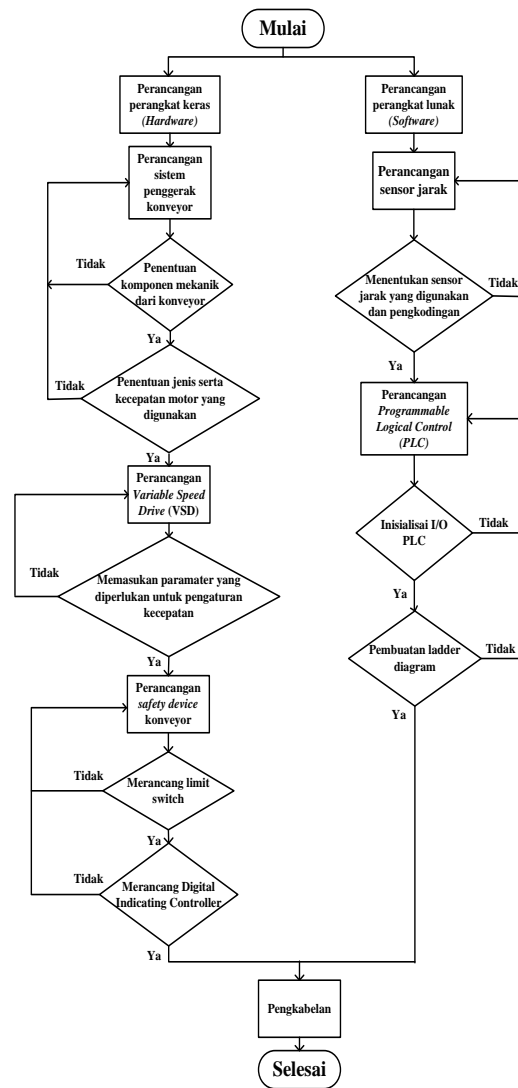 Mulai
Perancangan
perangkat keras
(Hardware)
Perancangan
sistem
penggerak
konveyor
Tidak
Penentuan
komponen mekanik
dari konveyor
Ya
Tidak
Penentuan jenis serta
kecepatan motor yang
digunakan
Ya
Perancangan
Variable Speed
Drive (VSD)
Tidak
Memasukan paramater yang
diperlukan untuk pengaturan
kecepatan
Ya
Perancangan
safety device
konveyor
Tidak
Merancang limit
switch
Ya
Tidak
Merancang Digital
Indicating Controller
Ya
Perancangan
perangkat lunak
(Software)
Perancangan
sensor jarak
Menentukan sensor
jarak yang digunakan
dan pengkodingan
Tidak
Ya
Perancangan
Programmable
Logical Control
(PLC)
Inisialisai I/O
PLC
Tidak
Ya
Pembuatan ladder
diagram
Tidak
Ya
Pengkabelan
Selesai